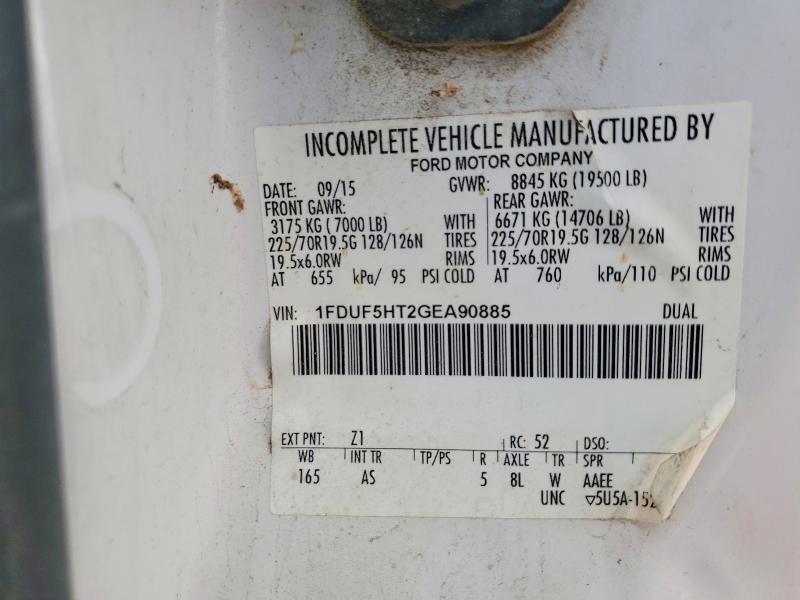 INCOMPLETE VEHICLE MANUFACTURED BY
FORD MOTOR COMPANY
DATE: 09/15 GVWR: 8845 KG (19500 LB)
FRONT GAWR: REAR GAWR:
3175 KG ( 7000 LB) WITH 6671 KG (14706 LB) WITH
225/70R19.5G 128/126N TIRES 225/70R19.5G 128/126N TIRES
19.5x6.0RW RIMS 19.5x6.0RW RIMS
AT 655 kPa/ 95 PSI COLD AT 760 kPa/110 PSI COLD
VIN: 1FDUF5HT2GEA90885 DUAL
EXT PNT: Z1 RC: 52 DSO:
WB INT TR TP/PS R AXLE TR SPR
165 AS 5 8L W AAEE
UNC ▽5U5A-152